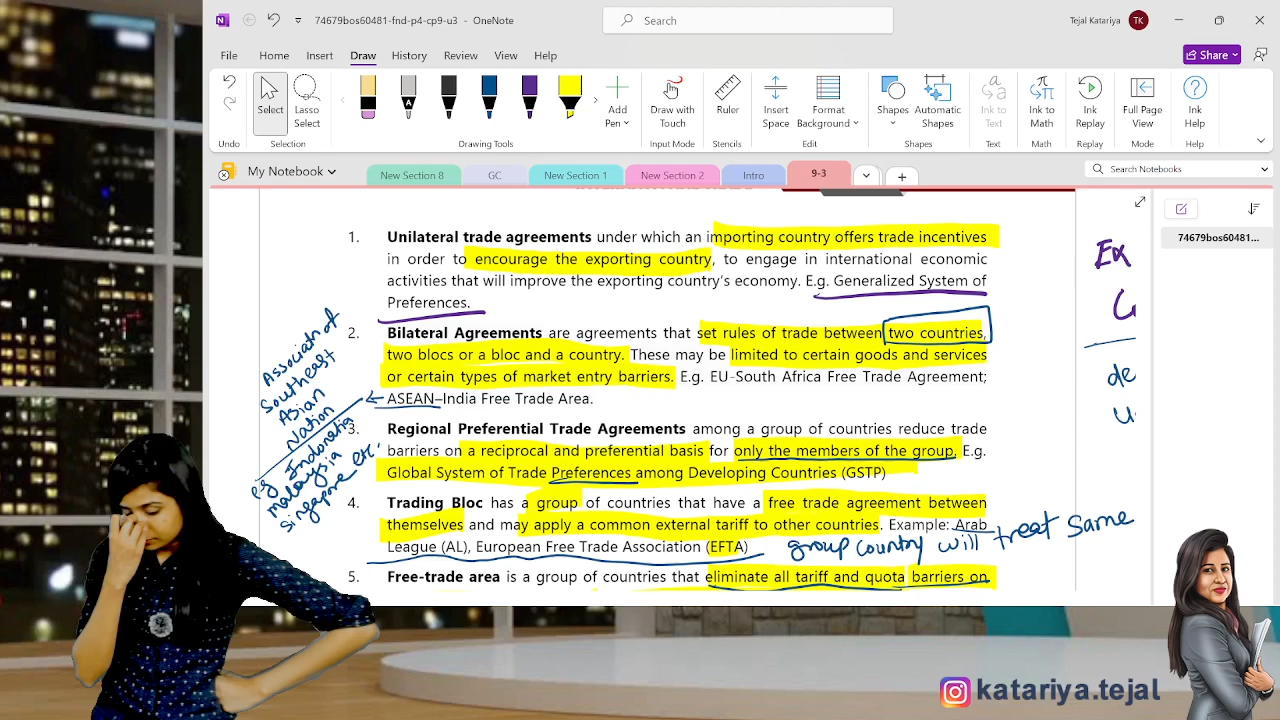 74679bos60481-fnd-p4-cp9-u3 - OneNote
Search
Tejal Katariya
TK
File Home Insert Draw History Review View Help
Share
Select
Lasso Select
Add Pen
Draw with Touch
Ruler
Insert Space
Format Background
Shapes
Automatic Shapes
Ink to Text
Ink to Math
Ink Replay
Full Page View
Ink Help
Undo
Selection
Drawing Tools
Input Mode
Stencils
Edit
Shapes
Text
Math
Replay
View
Help
My Notebook
New Section 8
GC
New Section 1
New Section 2
Intro
9-3
Search Notebooks
74679bos60481...
1. Unilateral trade agreements under which an importing country offers trade incentives
in order to encourage the exporting country, to engage in international economic
activities that will improve the exporting country's economy. E.g. Generalized System of
Preferences.
2. Bilateral Agreements are agreements that set rules of trade between two countries,
two blocs or a bloc and a country. These may be limited to certain goods and services
or certain types of market entry barriers. E.g. EU-South Africa Free Trade Agreement;
ASEAN–India Free Trade Area.
3. Regional Preferential Trade Agreements among a group of countries reduce trade
barriers on a reciprocal and preferential basis for only the members of the group. E.g.
Global System of Trade Preferences among Developing Countries (GSTP)
4. Trading Bloc has a group of countries that have a free trade agreement between
themselves and may apply a common external tariff to other countries. Example: Arab
League (AL), European Free Trade Association (EFTA)
group country will treat same
5. Free-trade area is a group of countries that eliminate all tariff and quota barriers on
Southeast
Asian
Nation
e.g Indonetia
malaysia
singapore etc'
Ex
de
katariya.tejal